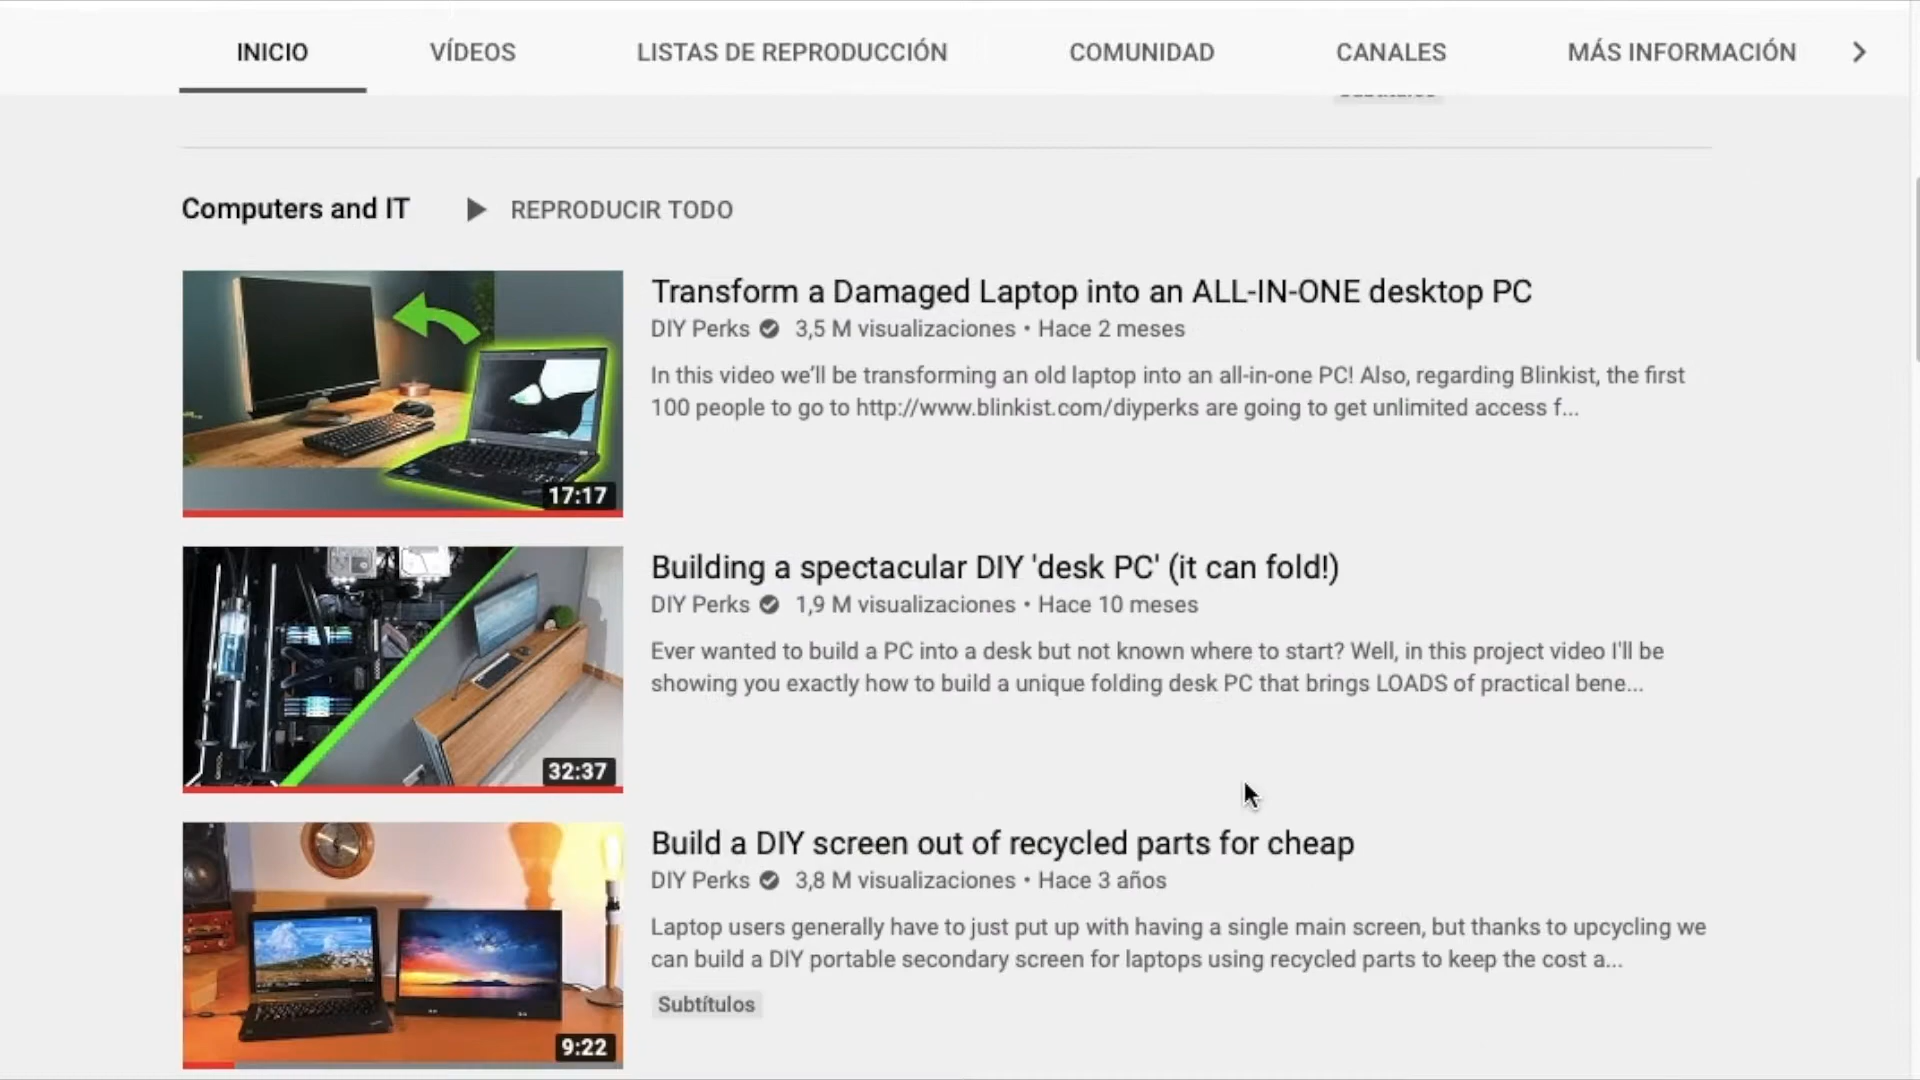 INICIO
VÍDEOS
LISTAS DE REPRODUCCIÓN
COMUNIDAD
CANALES
MÁS INFORMACIÓN
Computers and IT
REPRODUCIR TODO
17:17
Transform a Damaged Laptop into an ALL-IN-ONE desktop PC
DIY Perks 3,5 M visualizaciones • Hace 2 meses
In this video we'll be transforming an old laptop into an all-in-one PC! Also, regarding Blinkist, the first
100 people to go to http://www.blinkist.com/diyperks are going to get unlimited access f...
32:37
Building a spectacular DIY 'desk PC' (it can fold!)
DIY Perks 1,9 M visualizaciones • Hace 10 meses
Ever wanted to build a PC into a desk but not known where to start? Well, in this project video I'll be
showing you exactly how to build a unique folding desk PC that brings LOADS of practical bene...
9:22
Build a DIY screen out of recycled parts for cheap
DIY Perks 3,8 M visualizaciones • Hace 3 años
Laptop users generally have to just put up with having a single main screen, but thanks to upcycling we
can build a DIY portable secondary screen for laptops using recycled parts to keep the cost a...
Subtítulos